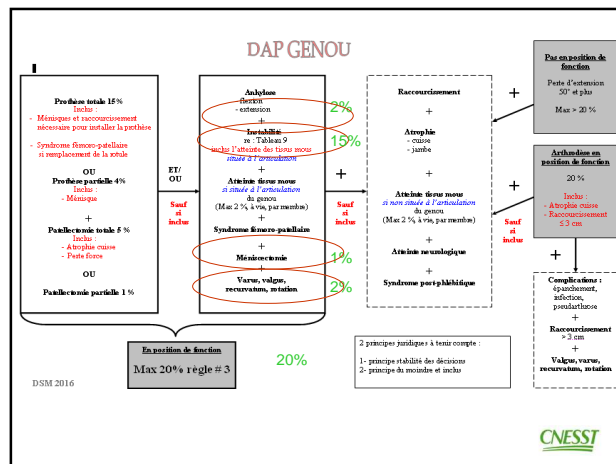 DAP GENOU
Prothèse totale 15 %
Inclus :
- Ménisques et raccourcissement
nécessaire pour installer la prothèse
- Syndrome fémoro-patellaire
si remplacement de la rotule
OU
Prothèse partielle 4%
Inclus :
- Ménisque
+
Patellectomie totale 5 %
Inclus :
- Atrophie cuisse
- Perte force
OU
Patellectomie partielle 1 %
ET/
OU
Sauf
si
inclus
Ankylose
- flexion
- extension
2%
+
Instabilité
re : Tableau 9
15%
inclus l'atteinte des tissus mous
située à l'articulation
+
Atteinte tissu mous
si située à l'articulation
du genou
(Max 2 %, à vie, par membre)
+
Syndrome fémoro-patellaire
+
Méniscectomie
1%
+
Varus, valgus,
recurvatum, rotation
2%
+
Sauf
si
inclus
Raccourcissement
+
Atrophie
- cuisse
- jambe
+
Atteinte tissu mous
si non située à l'articulation
du genou
(Max 2 %, à vie, par membre)
+
Atteinte neurologique
+
Syndrome post-phlébitique
+
Pas en position de
fonction
Perte d'extension
50° et plus
Max > 20 %
+
Sauf
si
inclus
Arthrodèse en
position de fonction
20 %
Inclus :
- Atrophie cuisse
- Raccourcissement
≤ 3 cm
+
Complications :
épanchement,
infection,
pseudarthrose
+
Raccourcissement
> 3 cm
+
Valgus, varus,
recurvatum, rotation
En position de fonction
Max 20% règle # 3
20%
2 principes juridiques à tenir compte :
1- principe stabilité des décisions
2- principe du moindre et inclus
DSM 2016
CNESST